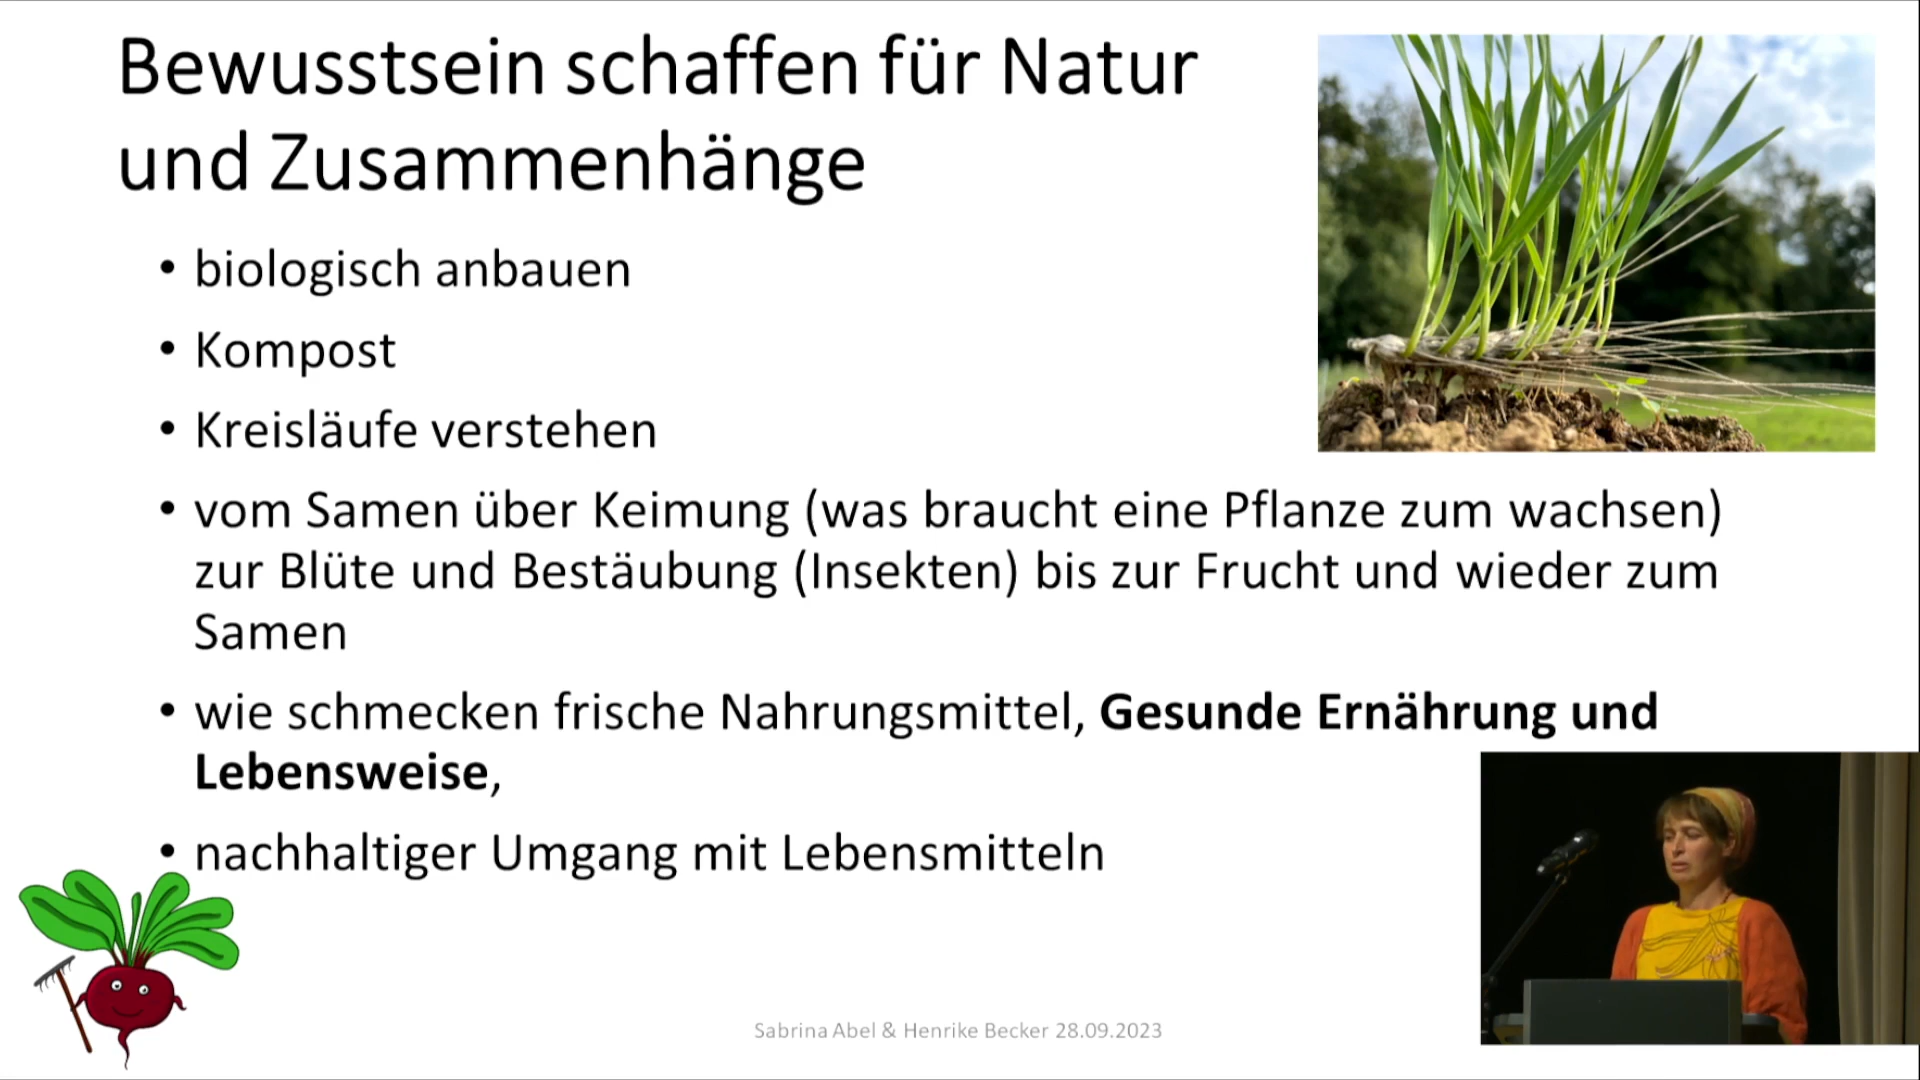 Bewusstsein schaffen für Natur
und Zusammenhänge
• biologisch anbauen
• Kompost
• Kreisläufe verstehen
• vom Samen über Keimung (was braucht eine Pflanze zum wachsen)
zur Blüte und Bestäubung (Insekten) bis zur Frucht und wieder zum
Samen
• wie schmecken frische Nahrungsmittel, Gesunde Ernährung und
Lebensweise,
• nachhaltiger Umgang mit Lebensmitteln
Sabrina Abel & Henrike Becker 28.09.2023